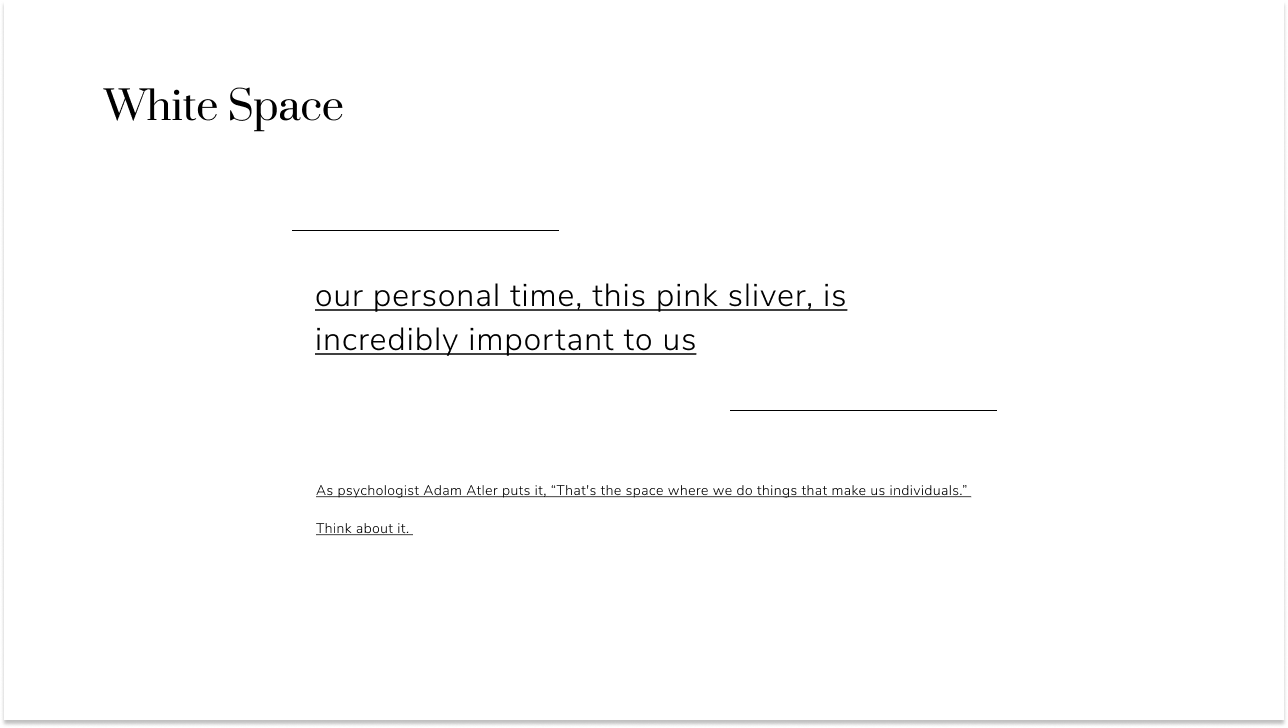 White Space
our personal time, this pink sliver, is
incredibly important to us
As psychologist Adam Atler puts it, “That's the space where we do things that make us individuals.”
Think about it.